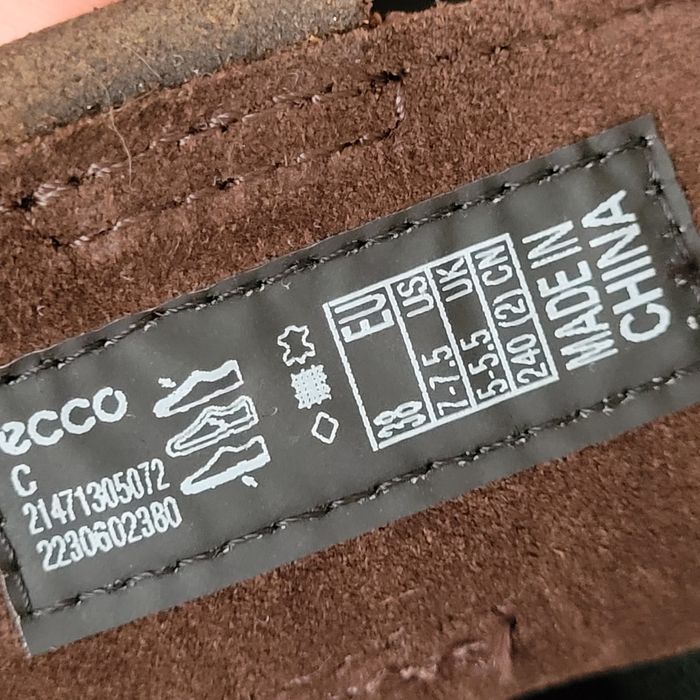 ecco
C
21471305072
2230602380
38 EU
7-7.5 US
5-5.5 UK
240 (2) CN
MADE IN
CHINA